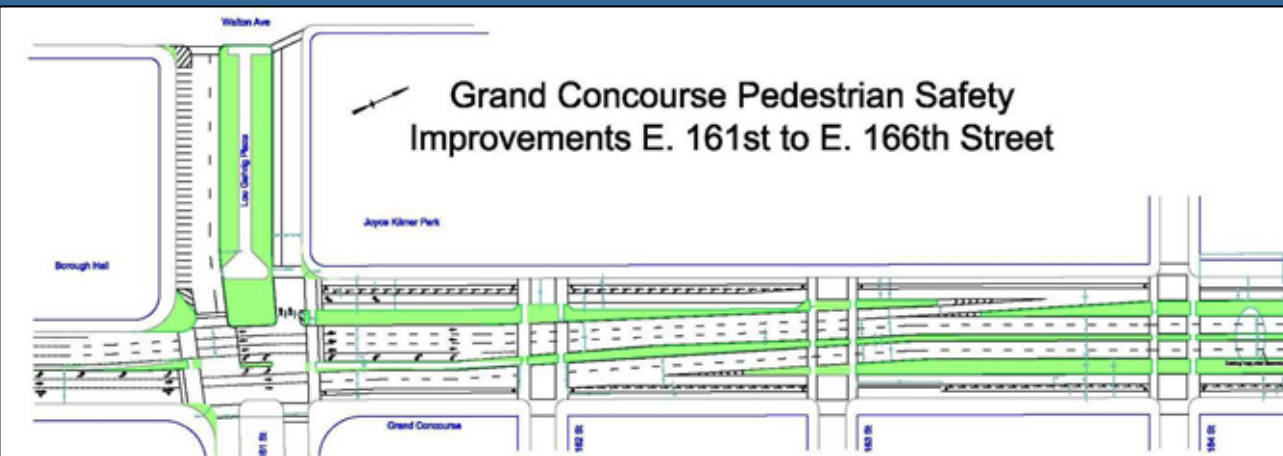 Walton Ave
Grand Concourse Pedestrian Safety
Improvements E. 161st to E. 166th Street
Lou Gehrig Place
Joyce Kilmer Park
Borough Hall
Grand Concourse
161 St
162 St
163 St
164 St